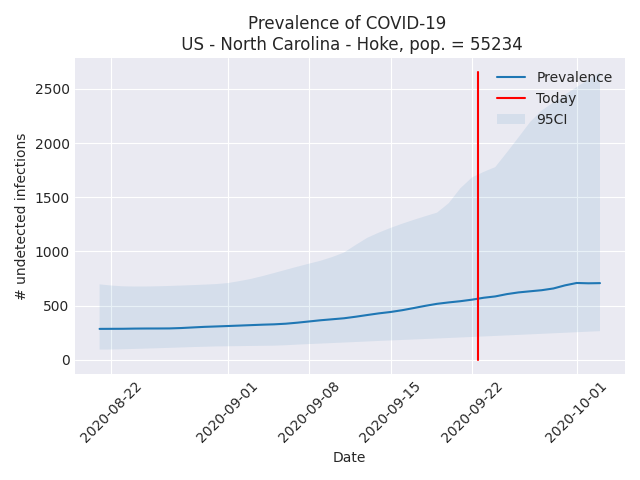 Prevalence of COVID-19
US - North Carolina - Hoke, pop. = 55234
Prevalence
Today
95CI
# undetected infections
2500
2000
1500
1000
500
0
2020-08-22
2020-09-01
2020-09-08
2020-09-15
2020-09-22
2020-10-01
Date